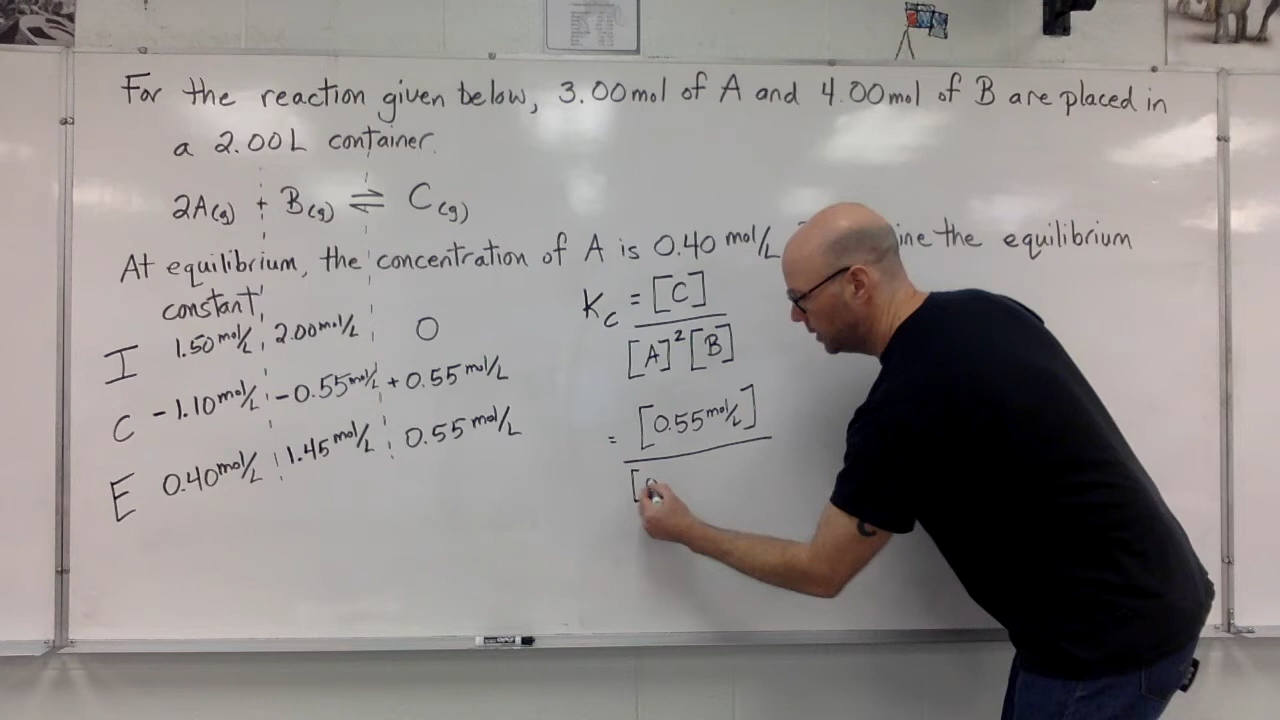 For the reaction given below, 3.00 mol of A and 4.00 mol of B are placed in
a 2.00 L container.
2A(g) + B(g) ⇌ C(g)
At equilibrium, the concentration of A is 0.40 mol/L ine the equilibrium
constant.
I 1.50 mol/L 2.00 mol/L 0
C -1.10 mol/L -0.55 mol/L +0.55 mol/L
E 0.40 mol/L 1.45 mol/L 0.55 mol/L
Kc = [C]
[A]² [B]
= [0.55 mol/L]
[0